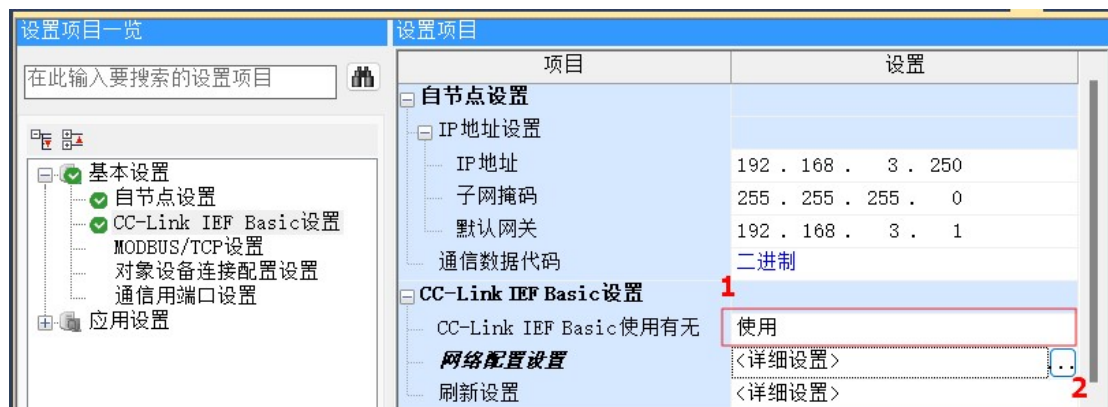 设置项目一览
在此输入要搜索的设置项目
基本设置
自节点设置
CC-Link IEF Basic设置
MODBUS/TCP设置
对象设备连接配置设置
通信用端口设置
应用设置
设置项目
项目 设置
自节点设置
IP地址设置
IP地址 192 . 168 . 3 . 250
子网掩码 255 . 255 . 255 . 0
默认网关 192 . 168 . 3 . 1
通信数据代码 二进制
CC-Link IEF Basic设置 1
CC-Link IEF Basic使用有无 使用
网络配置设置 <详细设置> ..
2
刷新设置 <详细设置>